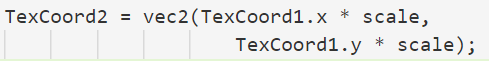 TexCoord2 = vec2(TexCoord1.x * scale,
TexCoord1.y * scale);